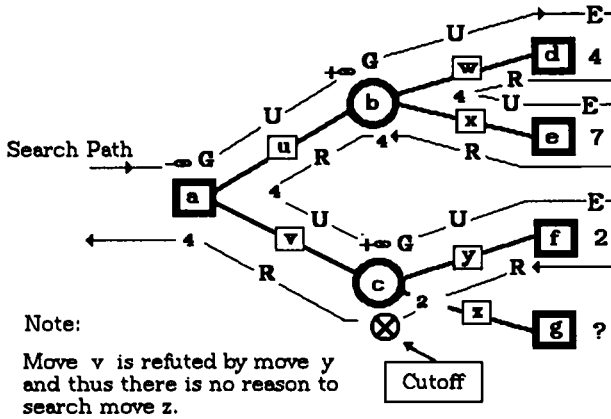 U E
+∞ G w d 4
U b R
4 U E
u x e 7
Search Path R 4 R
-∞ G
a 4
U U E
v +∞ G y f 2
4 R c 2 R
z g ?
Note:
Move v is refuted by move y
and thus there is no reason to
search move z.
Cutoff